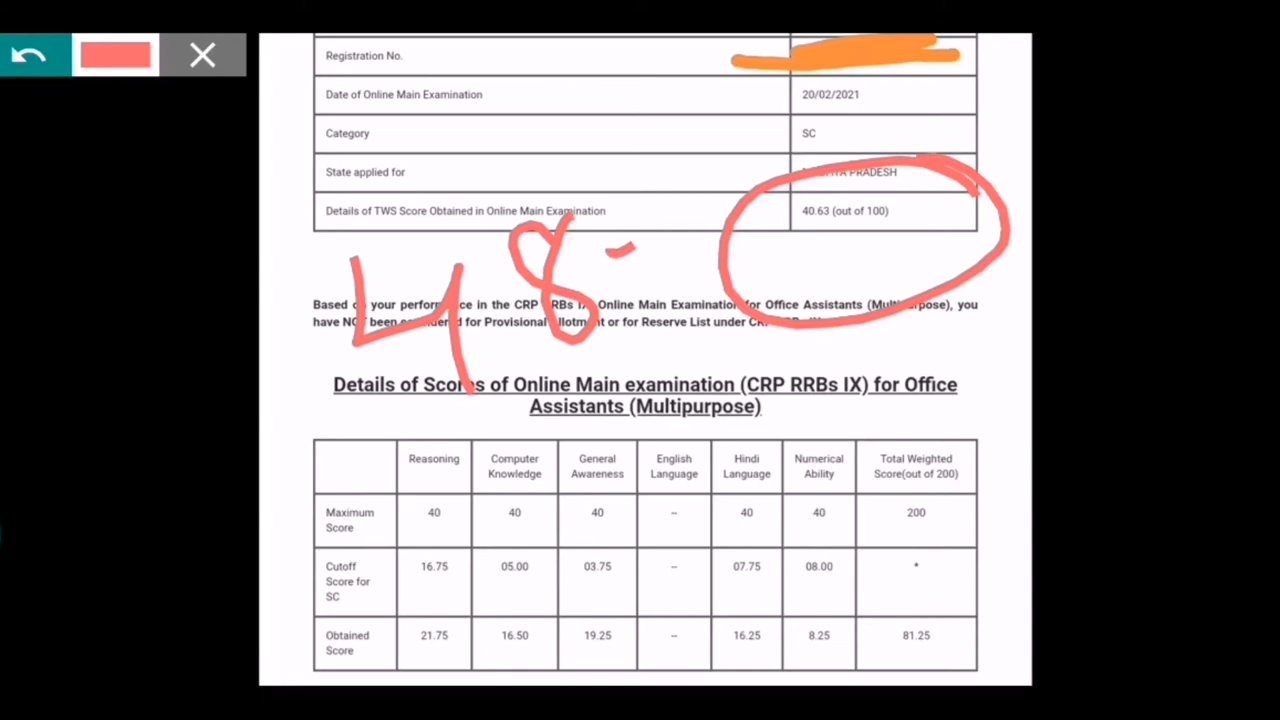 Registration No.
Date of Online Main Examination 20/02/2021
Category SC
State applied for PRADESH
Details of TWS Score Obtained in Online Main Examination 40.63 (out of 100)
48-
Based on your performance in the CRP RRBs IX Online Main Examination for Office Assistants (Multipurpose), you
have NOT been considered for Provisional Allotment or for Reserve List under CRP
Details of Scores of Online Main examination (CRP RRBs IX) for Office
Assistants (Multipurpose)
Reasoning Computer Knowledge General Awareness English Language Hindi Language Numerical Ability Total Weighted Score(out of 200)
Maximum Score 40 40 40 -- 40 40 200
Cutoff Score for SC 16.75 05.00 03.75 -- 07.75 08.00 *
Obtained Score 21.75 16.50 19.25 -- 16.25 8.25 81.25